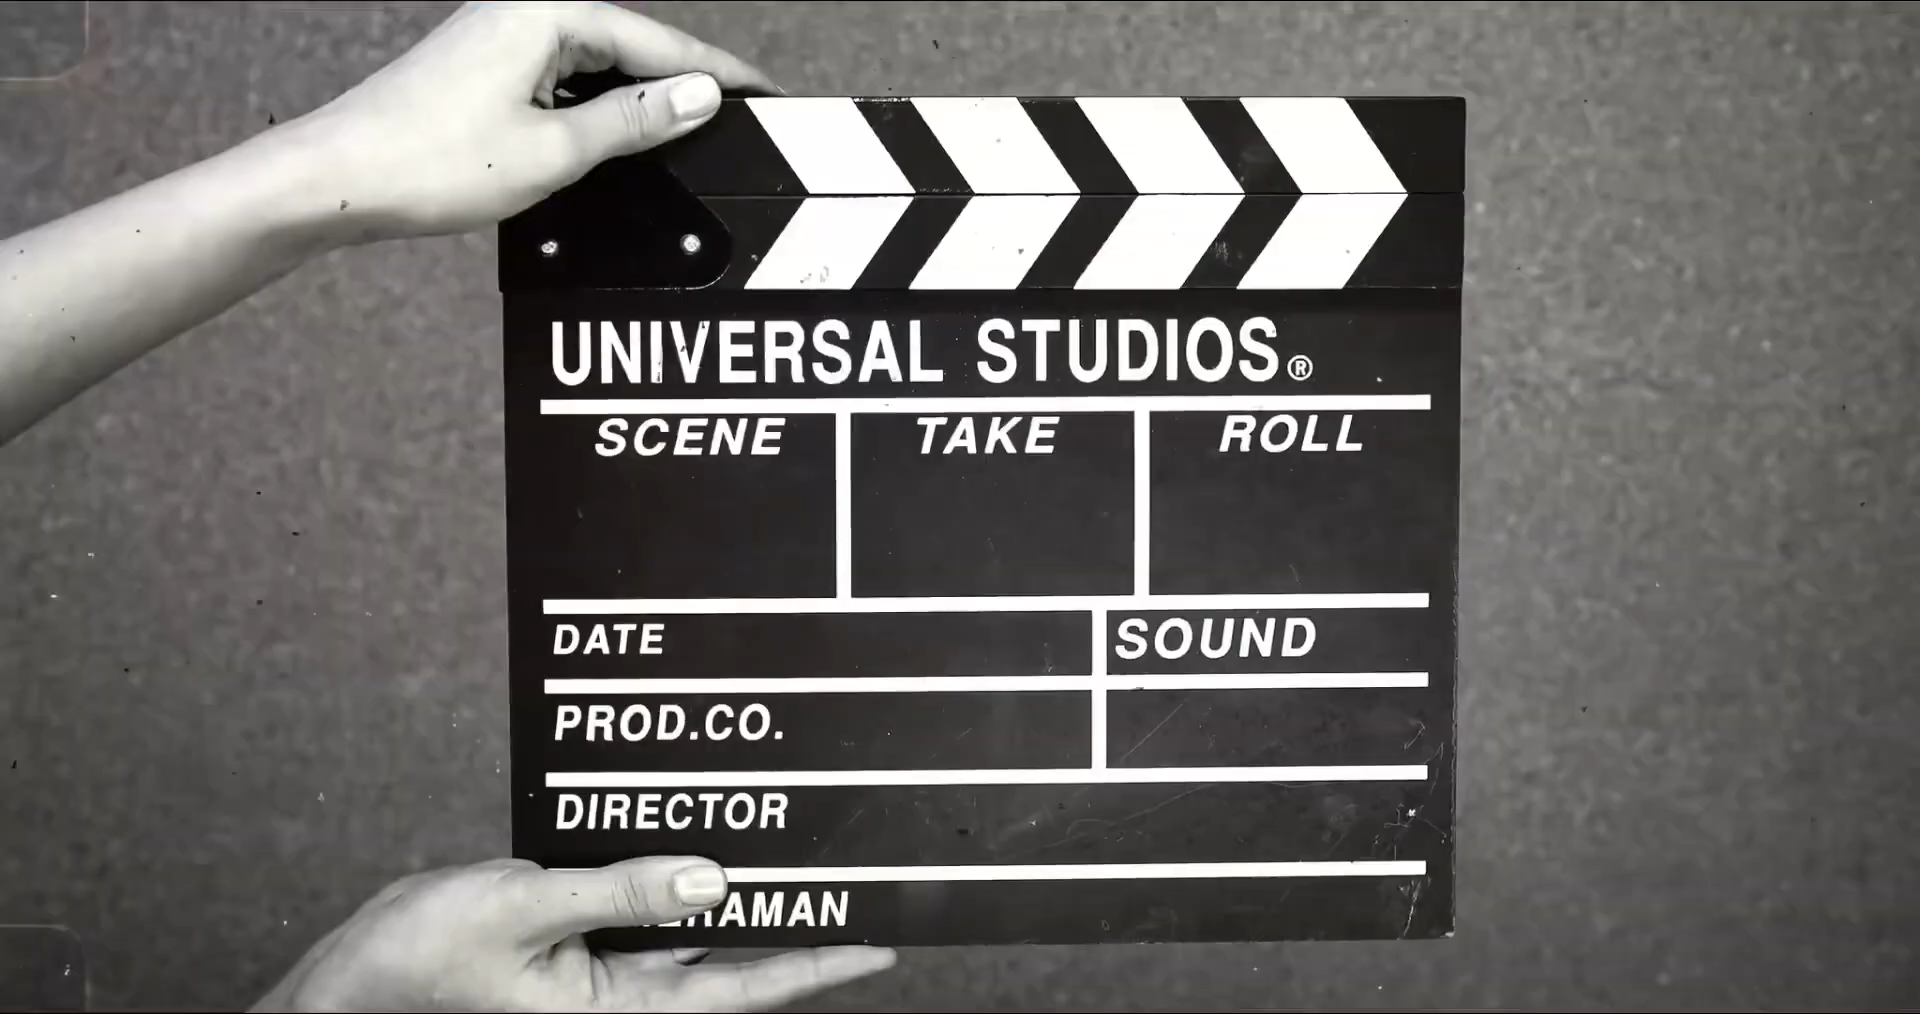 UNIVERSAL STUDIOS®
SCENE TAKE ROLL
DATE SOUND
PROD.CO.
DIRECTOR